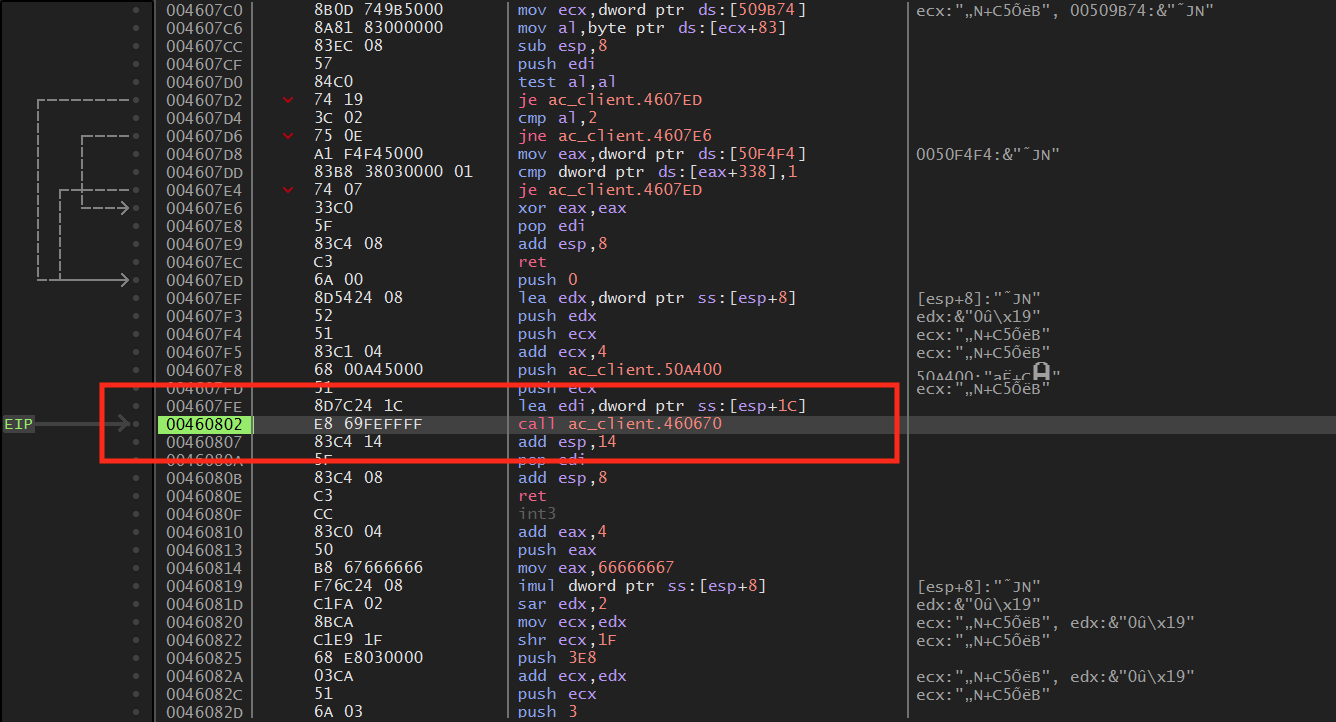 004607C0 8B0D 749B5000 mov ecx,dword ptr ds:[509B74] ecx:"„N+C5ÕëB", 00509B74:&"˜JN"
004607C6 8A81 83000000 mov al,byte ptr ds:[ecx+83]
004607CC 83EC 08 sub esp,8
004607CF 57 push edi
004607D0 84C0 test al,al
004607D2 74 19 je ac_client.4607ED
004607D4 3C 02 cmp al,2
004607D6 75 0E jne ac_client.4607E6
004607D8 A1 F4F45000 mov eax,dword ptr ds:[50F4F4] 0050F4F4:&"˜JN"
004607DD 83B8 38030000 01 cmp dword ptr ds:[eax+338],1
004607E4 74 07 je ac_client.4607ED
004607E6 33C0 xor eax,eax
004607E8 5F pop edi
004607E9 83C4 08 add esp,8
004607EC C3 ret
004607ED 6A 00 push 0
004607EF 8D5424 08 lea edx,dword ptr ss:[esp+8] [esp+8]:"˜JN"
004607F3 52 push edx edx:&"0û\x19"
004607F4 51 push ecx ecx:"„N+C5ÕëB"
004607F5 83C1 04 add ecx,4 ecx:"„N+C5ÕëB"
004607F8 68 00A45000 push ac_client.50A400
004607FD 51 push ecx ecx:"„N+C5ÕëB"
004607FE 8D7C24 1C lea edi,dword ptr ss:[esp+1C]
EIP 00460802 E8 69FEFFFF call ac_client.460670
00460807 83C4 14 add esp,14
0046080A 5F pop edi
0046080B 83C4 08 add esp,8
0046080E C3 ret
0046080F CC int3
00460810 83C0 04 add eax,4
00460813 50 push eax
00460814 B8 67666666 mov eax,66666667
00460819 F76C24 08 imul dword ptr ss:[esp+8] [esp+8]:"˜JN"
0046081D C1FA 02 sar edx,2 edx:&"0û\x19"
00460820 8BCA mov ecx,edx ecx:"„N+C5ÕëB", edx:&"0û\x19"
00460822 C1E9 1F shr ecx,1F ecx:"„N+C5ÕëB"
00460825 68 E8030000 push 3E8
0046082A 03CA add ecx,edx ecx:"„N+C5ÕëB", edx:&"0û\x19"
0046082C 51 push ecx ecx:"„N+C5ÕëB"
0046082D 6A 03 push 3